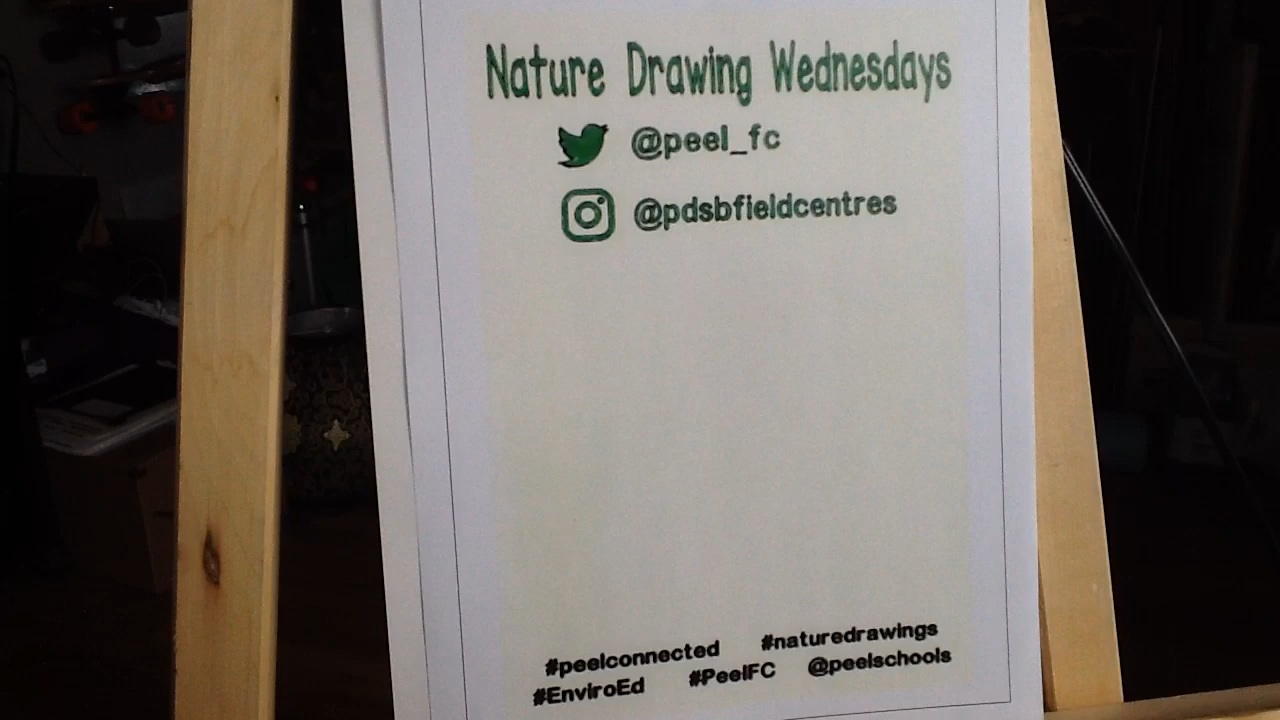 Nature Drawing Wednesdays
@peel_fc
@pdsbfieldcentres
#peelconnected #naturedrawings
#EnviroEd #PeelFC @peelschools